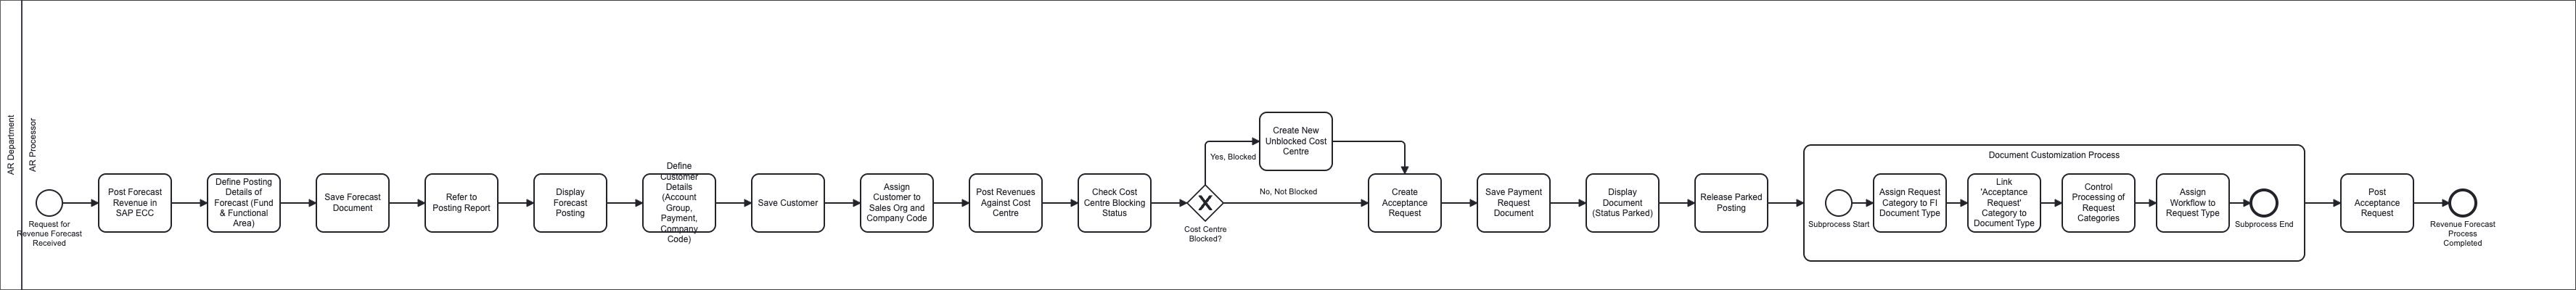 AR Department
AR Processor
Request for
Revenue Forecast
Received
Post Forecast
Revenue in
SAP ECC
Define Posting
Details of
Forecast (Fund
& Functional
Area)
Save Forecast
Document
Refer to
Posting Report
Display
Forecast
Posting
Define
Customer
Details
(Account
Group,
Payment,
Company
Code)
Save Customer
Assign
Customer to
Sales Org and
Company Code
Post Revenues
Against Cost
Centre
Check Cost
Centre Blocking
Status
Cost Centre
Blocked?
Yes, Blocked
Create New
Unblocked Cost
Centre
No, Not Blocked
Create
Acceptance
Request
Save Payment
Request
Document
Display
Document
(Status Parked)
Release Parked
Posting
Document Customization Process
Subprocess Start
Assign Request
Category to FI
Document Type
Link
'Acceptance
Request'
Category to
Document Type
Control
Processing of
Request
Categories
Assign
Workflow to
Request Type
Subprocess End
Post
Acceptance
Request
Revenue Forecast
Process
Completed